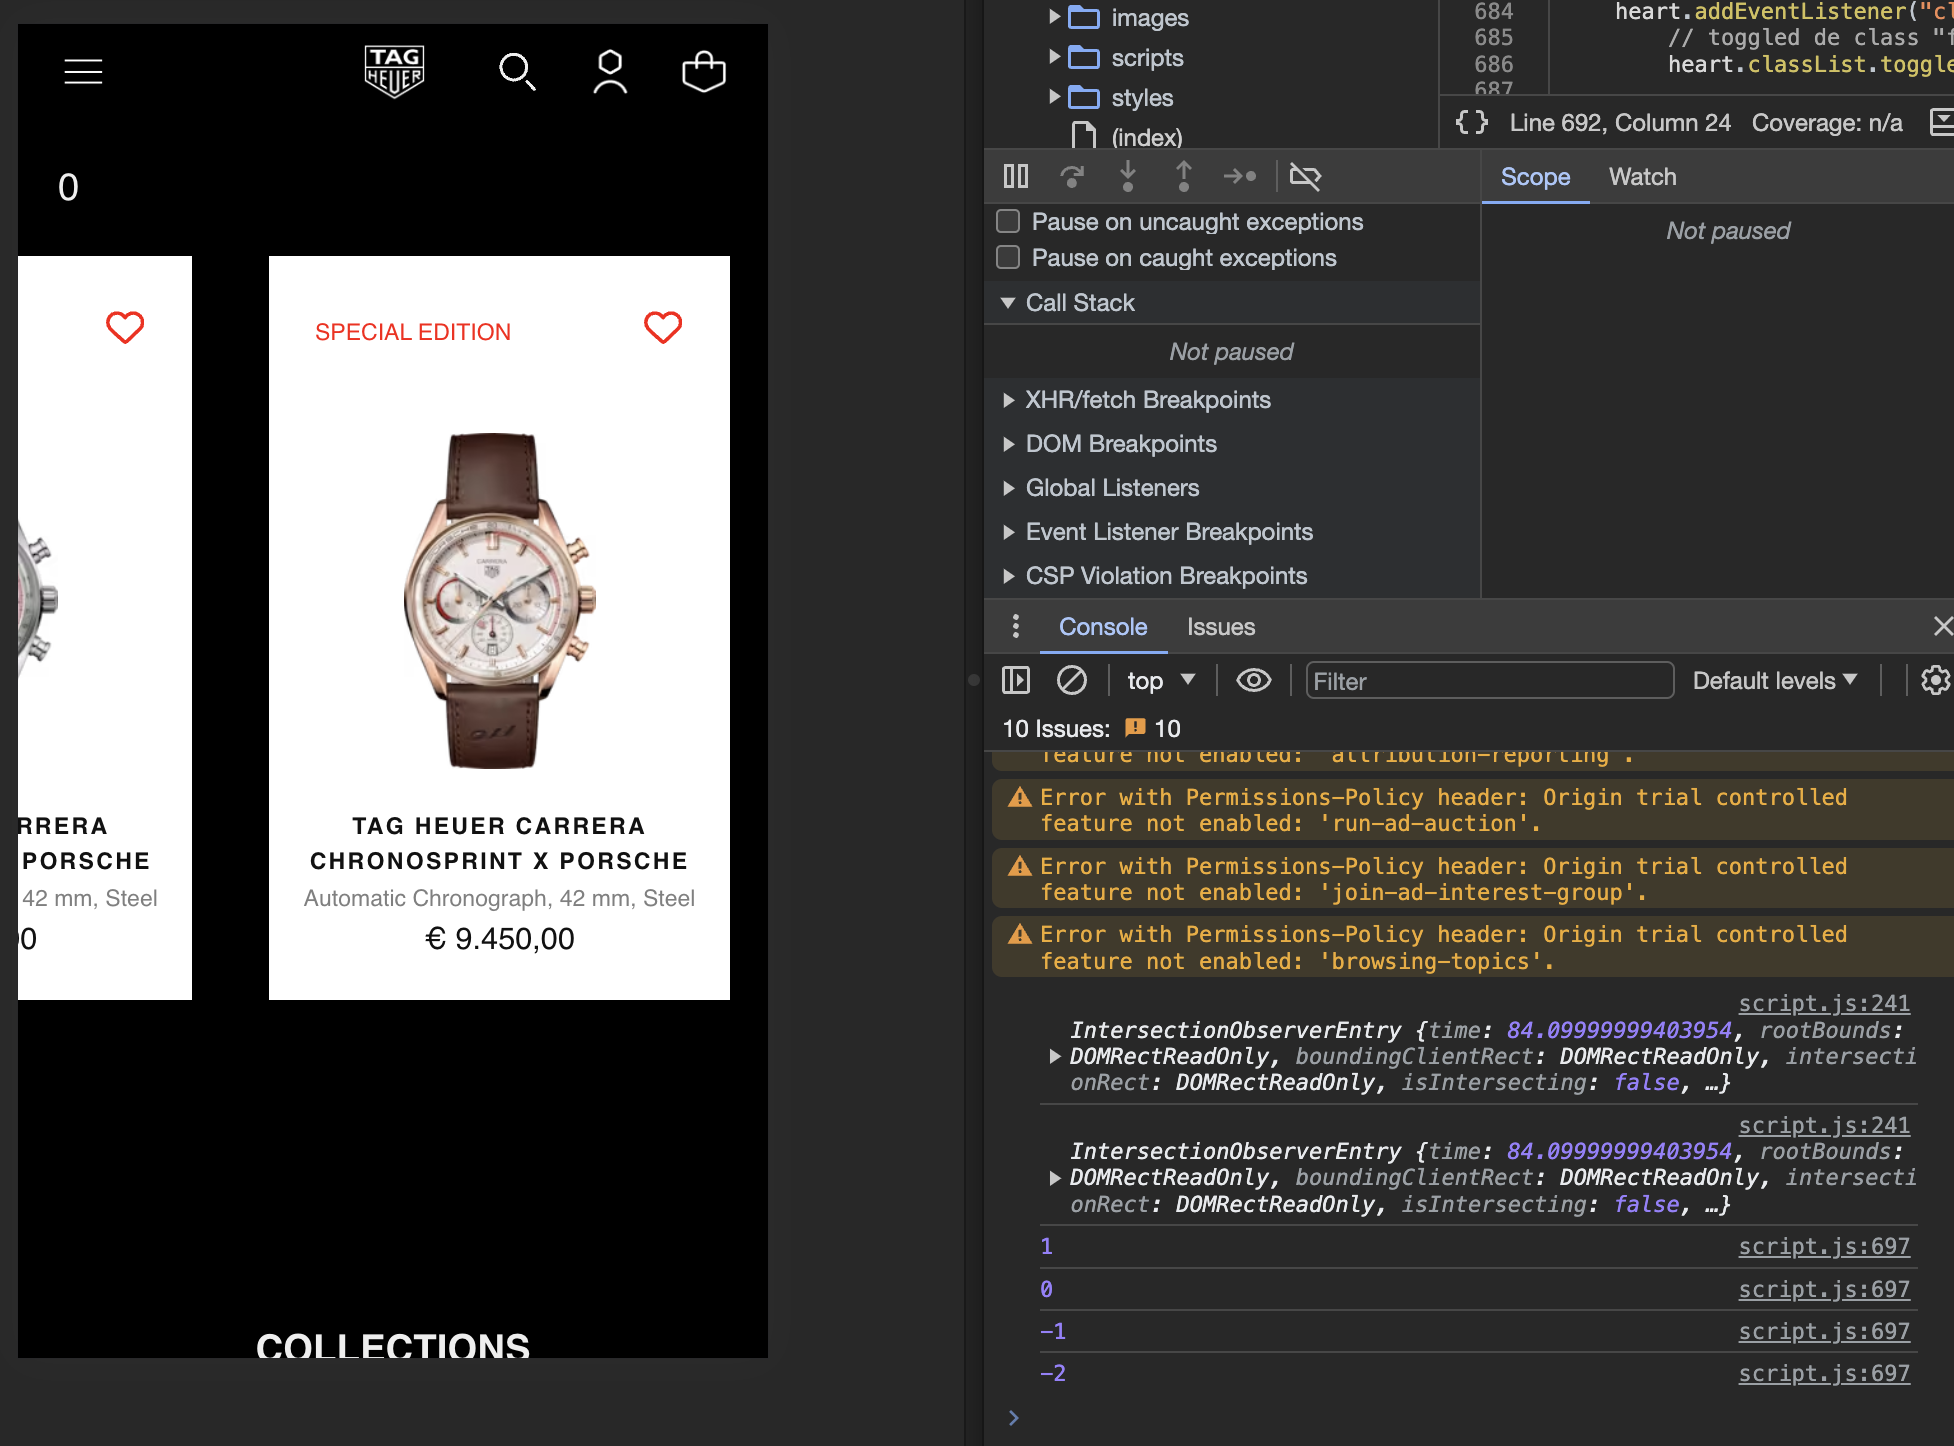 TAG
HEUER
0
SPECIAL EDITION
RRERA
PORSCHE
42 mm, Steel
00
CARRERA
TAG HEUER CARRERA
CHRONOSPRINT X PORSCHE
Automatic Chronograph, 42 mm, Steel
€ 9.450,00
COLLECTIONS
images
scripts
styles
(index)
684 heart.addEventListener("cl
685 // toggled de class "f
686 heart.classList.toggle
687
{ } Line 692, Column 24 Coverage: n/a
Scope Watch
Not paused
Pause on uncaught exceptions
Pause on caught exceptions
Call Stack
Not paused
XHR/fetch Breakpoints
DOM Breakpoints
Global Listeners
Event Listener Breakpoints
CSP Violation Breakpoints
Console Issues
top Filter Default levels
10 Issues: 10
feature not enabled: 'attribution-reporting'.
Error with Permissions-Policy header: Origin trial controlled
feature not enabled: 'run-ad-auction'.
Error with Permissions-Policy header: Origin trial controlled
feature not enabled: 'join-ad-interest-group'.
Error with Permissions-Policy header: Origin trial controlled
feature not enabled: 'browsing-topics'.
script.js:241
IntersectionObserverEntry {time: 84.09999999403954, rootBounds:
DOMRectReadOnly, boundingClientRect: DOMRectReadOnly, intersecti
onRect: DOMRectReadOnly, isIntersecting: false, …}
script.js:241
IntersectionObserverEntry {time: 84.09999999403954, rootBounds:
DOMRectReadOnly, boundingClientRect: DOMRectReadOnly, intersecti
onRect: DOMRectReadOnly, isIntersecting: false, …}
1 script.js:697
0 script.js:697
-1 script.js:697
-2 script.js:697